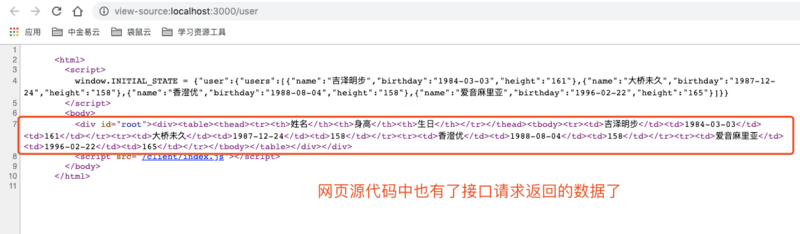 view-source:localhost:3000/user
应用 中金易云 袋鼠云 学习资源工具
1
2 <html>
3 <script>
4 window.INITIAL_STATE = {"user":{"users":[{"name":"吉泽明步","birthday":"1984-03-03","height":"161"},{"name":"大桥未久","birthday":"1987-12-
24","height":"158"},{"name":"香澄优","birthday":"1988-08-04","height":"158"},{"name":"爱音麻里亚","birthday":"1996-02-22","height":"165"}]}}
5 </script>
6 <body>
7 <div id="root"><div><table><thead><tr><th>姓名</th><th>身高</th><th>生日</th></tr></thead><tbody><tr><td>吉泽明步</td><td>1984-03-03</td>
<td>161</td></tr><tr><td>大桥未久</td><td>1987-12-24</td><td>158</td></tr><tr><td>香澄优</td><td>1988-08-04</td><td>158</td></tr><tr><td>爱音麻里亚</td>
<td>1996-02-22</td><td>165</td></tr></tbody></table></div></div>
8 <script src="/client/index.js"></script>
9 </body>
10 </html>
11
网页源代码中也有了接口请求返回的数据了